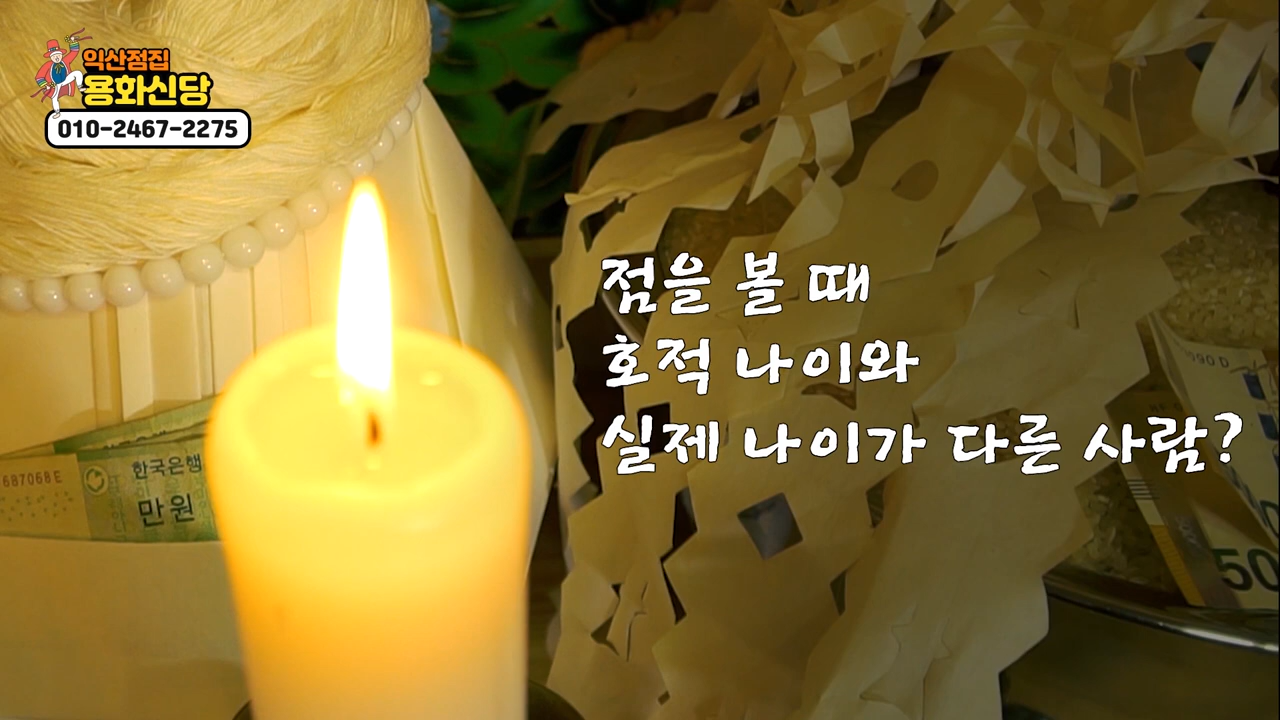 익산점집
용화신당
010-2467-2275
점을 볼 때
호적 나이와
실제 나이가 다른 사람?
687068E
한국은행
만원
50